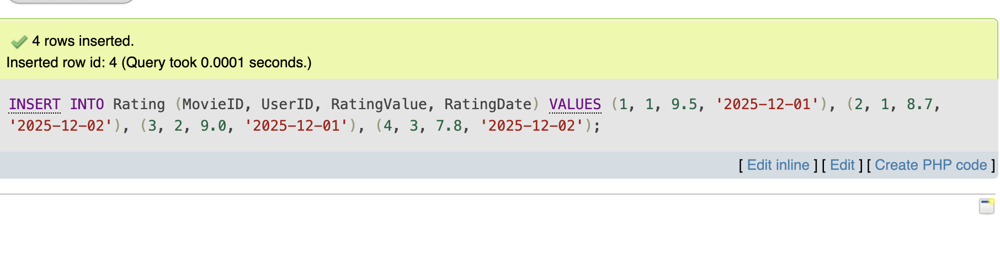 4 rows inserted.
Inserted row id: 4 (Query took 0.0001 seconds.)
INSERT INTO Rating (MovieID, UserID, RatingValue, RatingDate) VALUES (1, 1, 9.5, '2025-12-01'), (2, 1, 8.7,
'2025-12-02'), (3, 2, 9.0, '2025-12-01'), (4, 3, 7.8, '2025-12-02');
[ Edit inline ] [ Edit ] [ Create PHP code ]